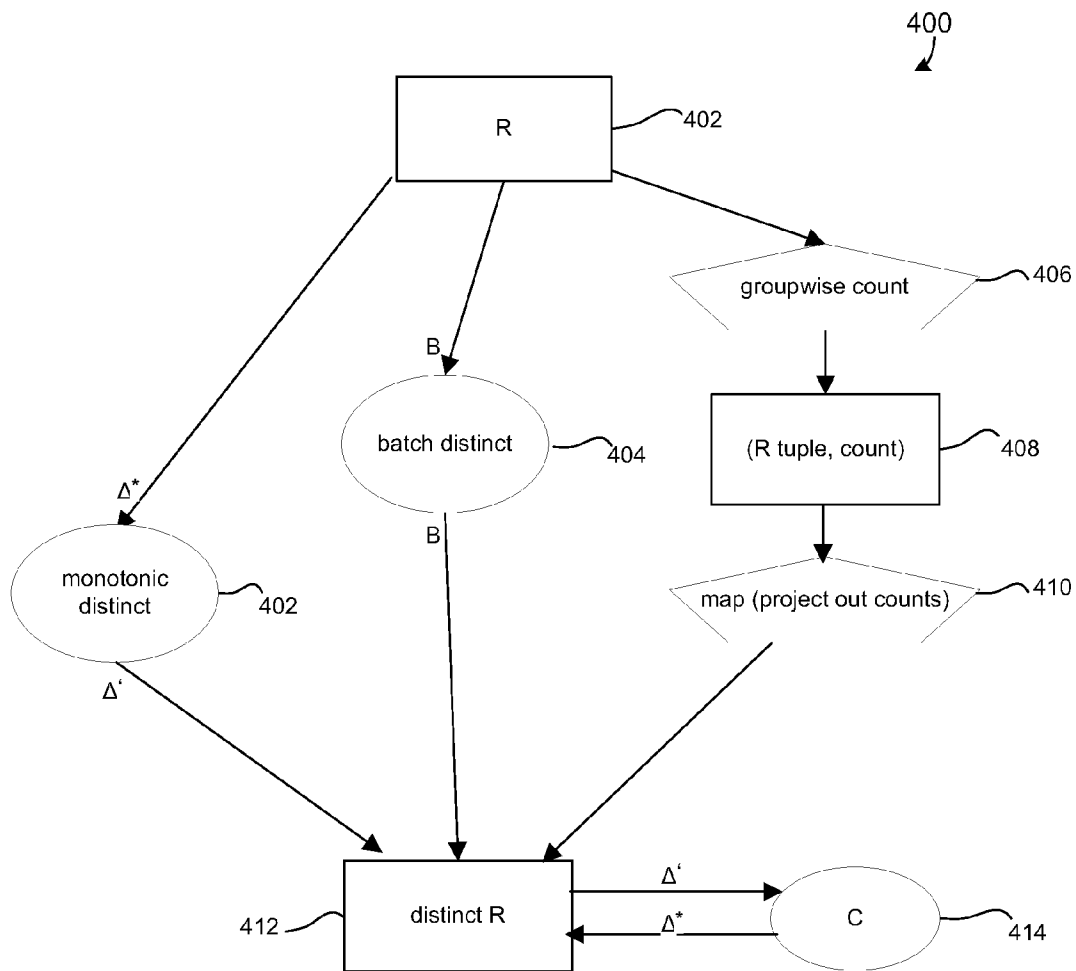 400
R
402
groupwise count
406
B
batch distinct
404
(R tuple, count)
408
Δ*
B
monotonic
distinct
402
map (project out counts)
410
Δ‘
distinct R
412
Δ‘
Δ*
C
414